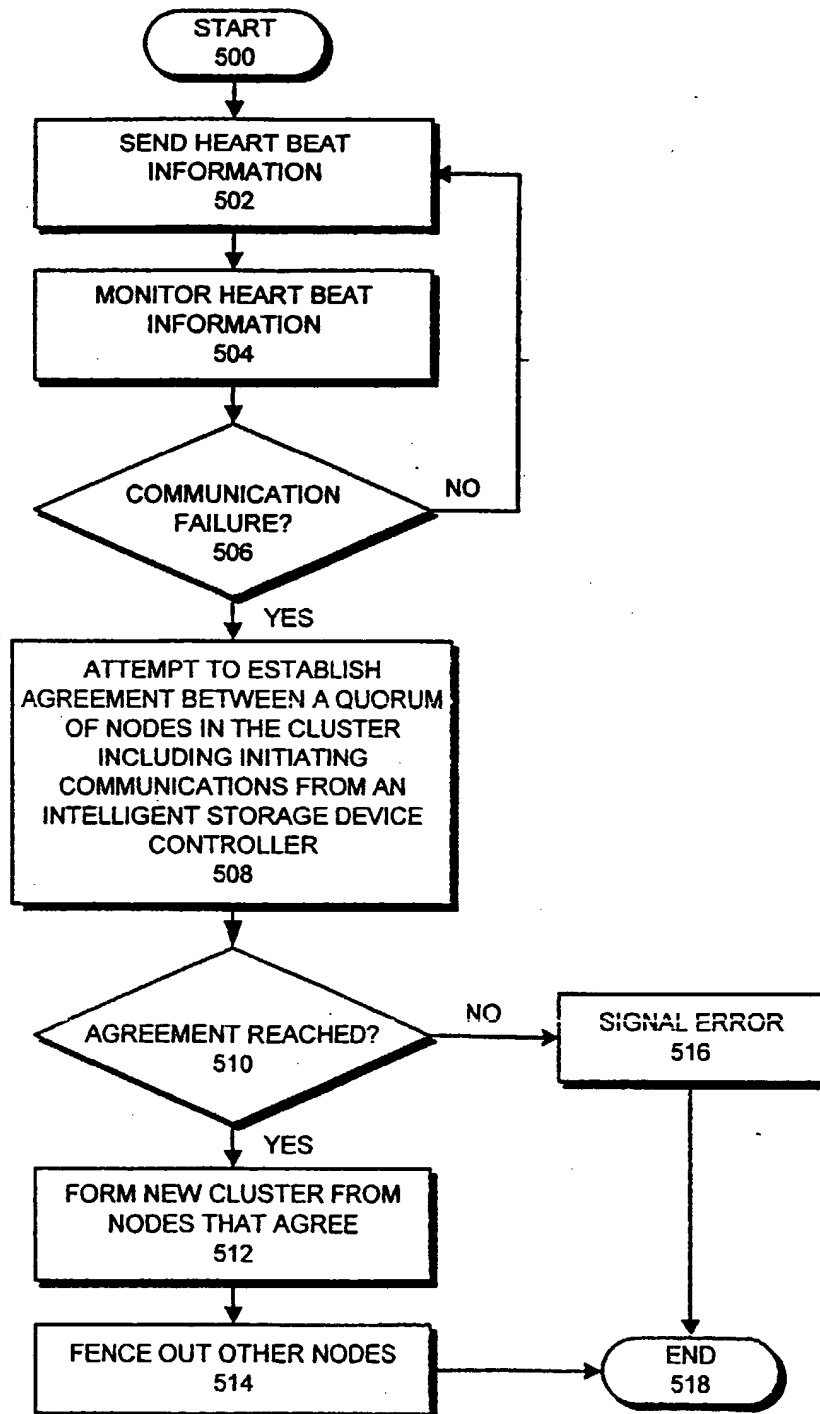 START
500
SEND HEART BEAT
INFORMATION
502
MONITOR HEART BEAT
INFORMATION
504
COMMUNICATION
FAILURE?
506
NO
YES
ATTEMPT TO ESTABLISH
AGREEMENT BETWEEN A QUORUM
OF NODES IN THE CLUSTER
INCLUDING INITIATING
COMMUNICATIONS FROM AN
INTELLIGENT STORAGE DEVICE
CONTROLLER
508
AGREEMENT REACHED?
510
NO
SIGNAL ERROR
516
YES
FORM NEW CLUSTER FROM
NODES THAT AGREE
512
FENCE OUT OTHER NODES
514
END
518